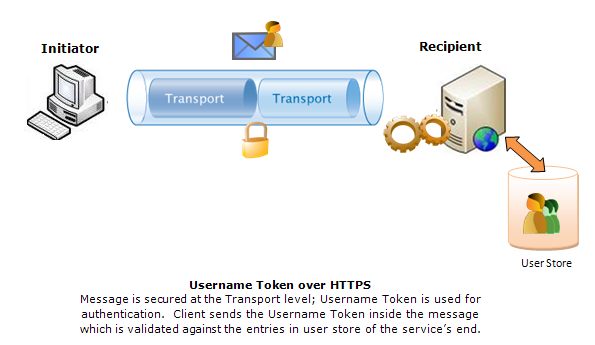 Initiator
Recipient
Transport
Transport
User Store
Username Token over HTTPS
Message is secured at the Transport level; Username Token is used for
authentication.  Client sends the Username Token inside the message
which is validated against the entries in user store of the service’s end.